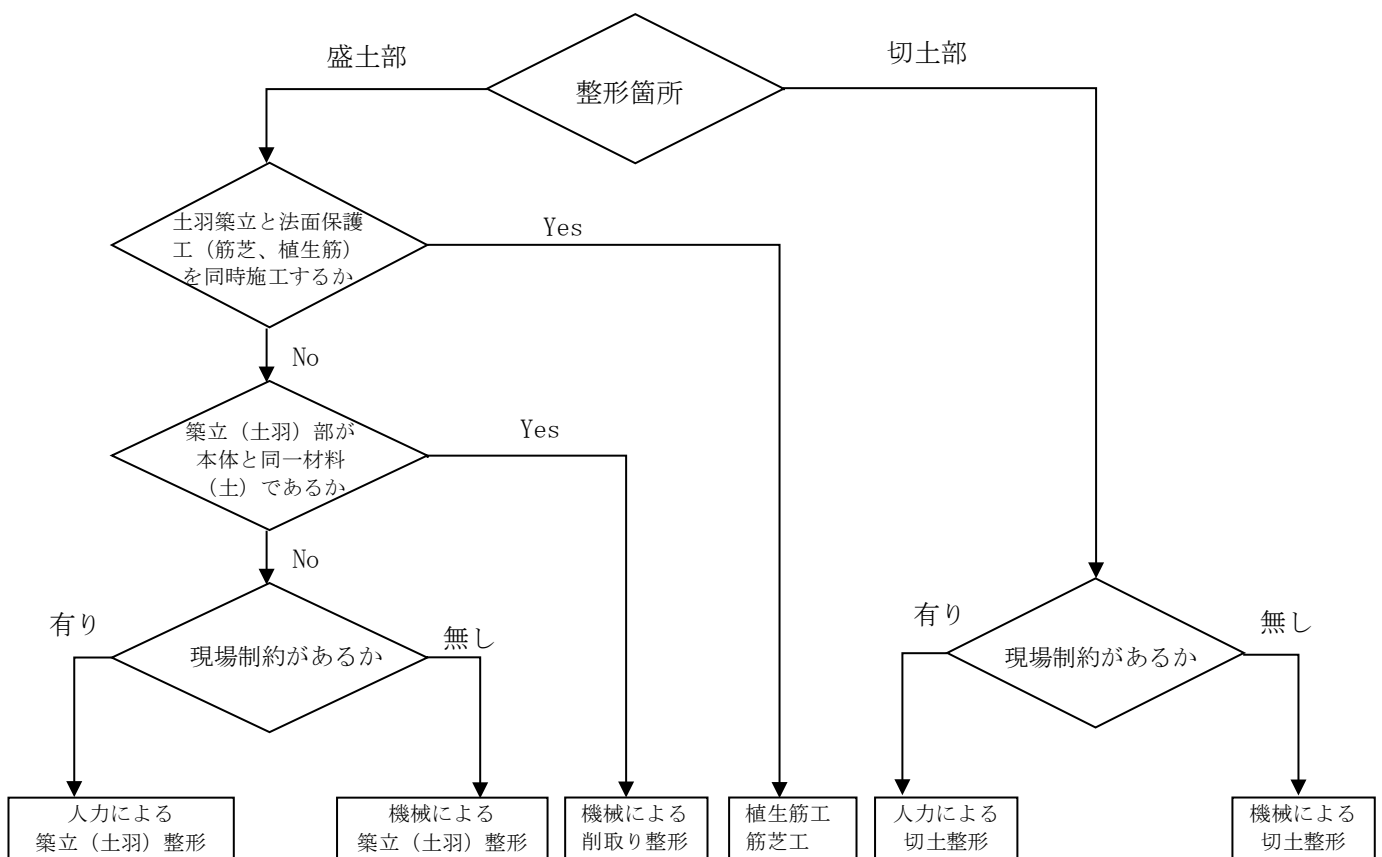 盛土部
切土部
整形箇所
土羽築立と法面保護
工（筋芝、植生筋）
を同時施工するか
Yes
No
築立（土羽）部が
本体と同一材料
（土）であるか
Yes
No
有り
現場制約があるか
無し
有り
現場制約があるか
無し
人力による
築立（土羽）整形
機械による
築立（土羽）整形
機械による
削取り整形
植生筋工
筋芝工
人力による
切土整形
機械による
切土整形